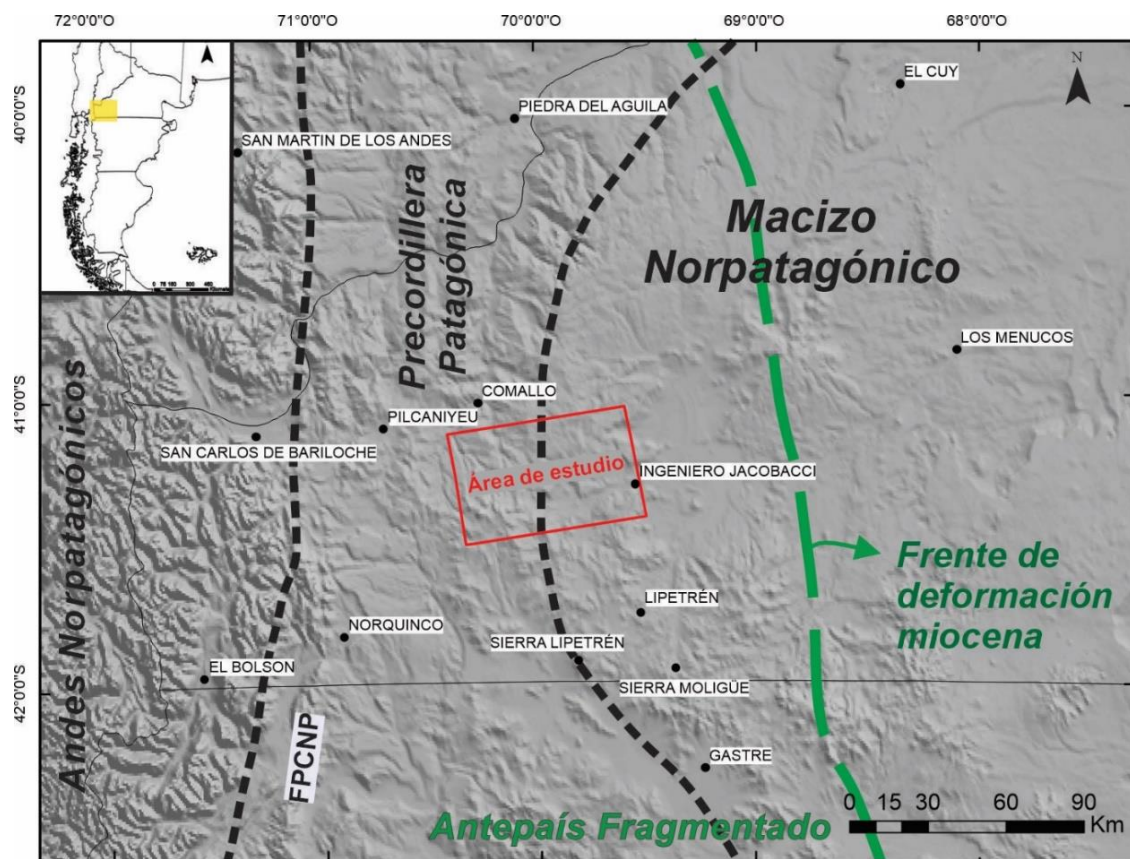 72°0'0"O
71°0'0"O
70°0'0"O
69°0'0"O
68°0'0"O
N
EL CUY
PIEDRA DEL AGUILA
40°0'0"S
SAN MARTIN DE LOS ANDES
Precordillera
Patagónica
Macizo
Norpatagónico
LOS MENUCOS
COMALLO
41°0'0"S
PILCANIYEU
SAN CARLOS DE BARILOCHE
Área de estudio
INGENIERO JACOBACCI
Andes Norpatagónicos
Frente de
deformación
miocena
LIPETRÉN
NORQUINCO
SIERRA LIPETRÉN
EL BOLSON
SIERRA MOLIGÜE
42°0'0"S
FPCNP
GASTRE
Antepaís Fragmentado
0 15 30 60 90
Km